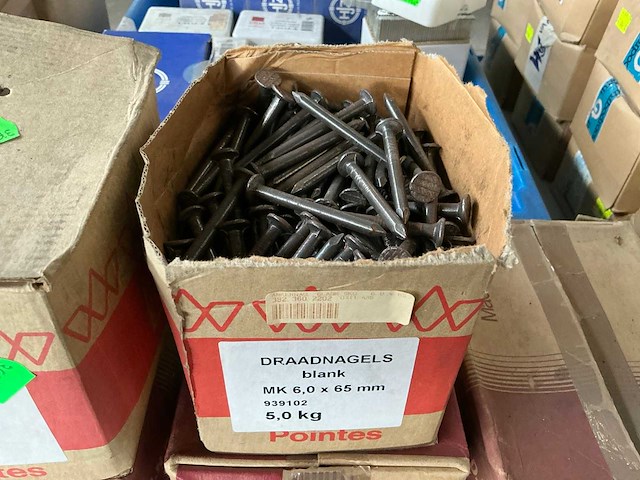 DRAADNAGELS
blank
MK 6,0 x 65 mm
939102
5,0 kg
Pointes